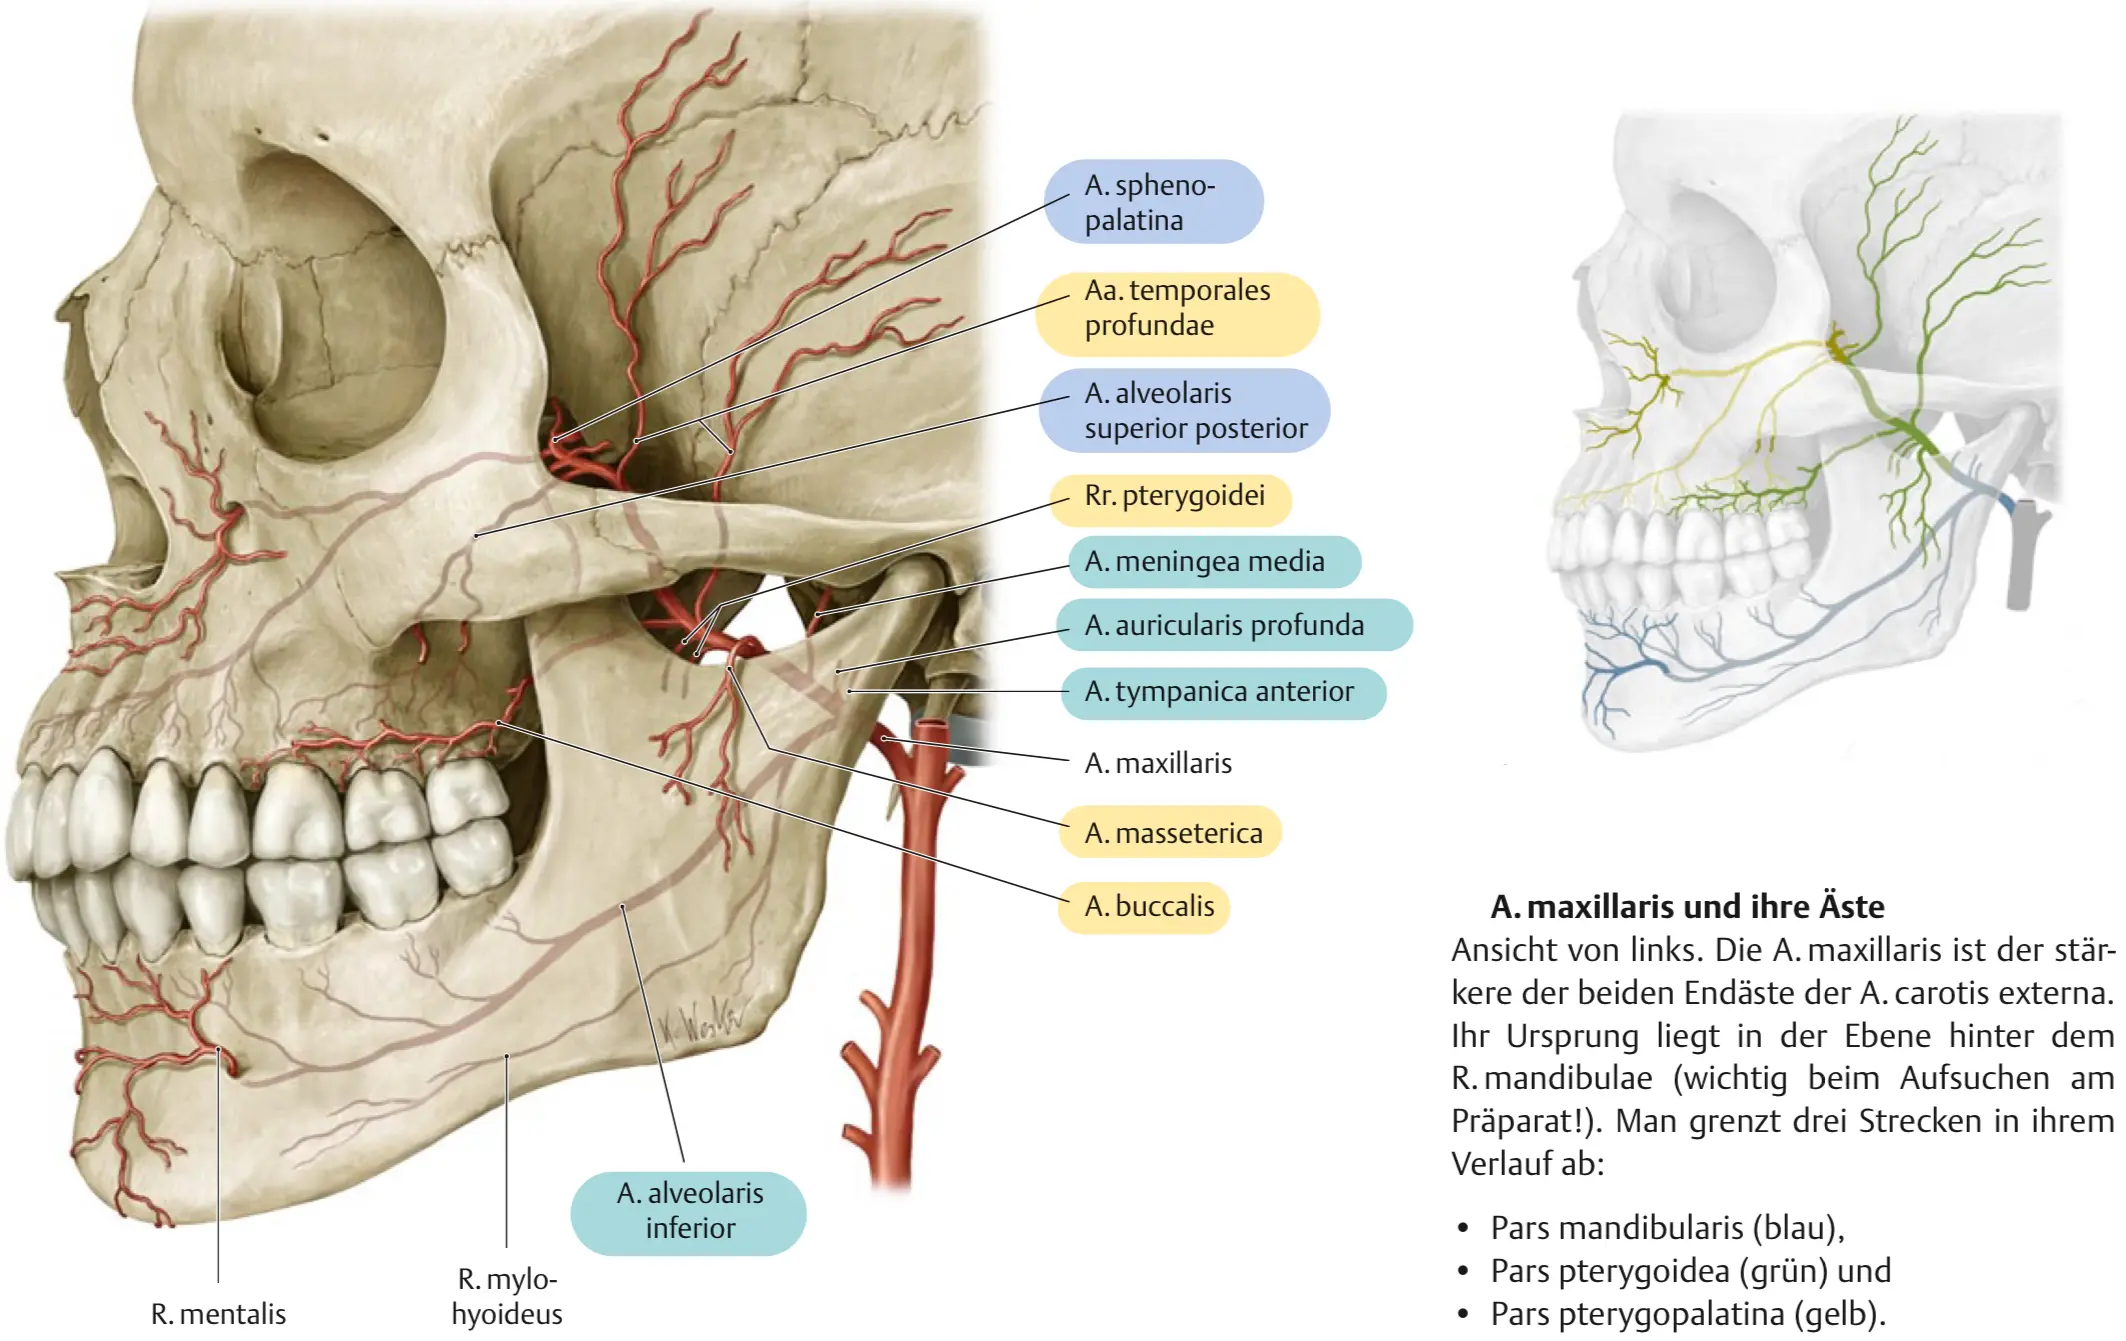 A. spheno-
palatina
Aa. temporales
profundae
A. alveolaris
superior posterior
Rr. pterygoidei
A. meningea media
A. auricularis profunda
A. tympanica anterior
A. maxillaris
A. masseterica
A. buccalis
A. alveolaris
inferior
R. mylo-
hyoideus
R. mentalis
K. Wesker
A. maxillaris und ihre Äste
Ansicht von links. Die A. maxillaris ist der stär-
kere der beiden Endäste der A. carotis externa.
Ihr Ursprung liegt in der Ebene hinter dem
R. mandibulae (wichtig beim Aufsuchen am
Präparat!). Man grenzt drei Strecken in ihrem
Verlauf ab:
• Pars mandibularis (blau),
• Pars pterygoidea (grün) und
• Pars pterygopalatina (gelb).